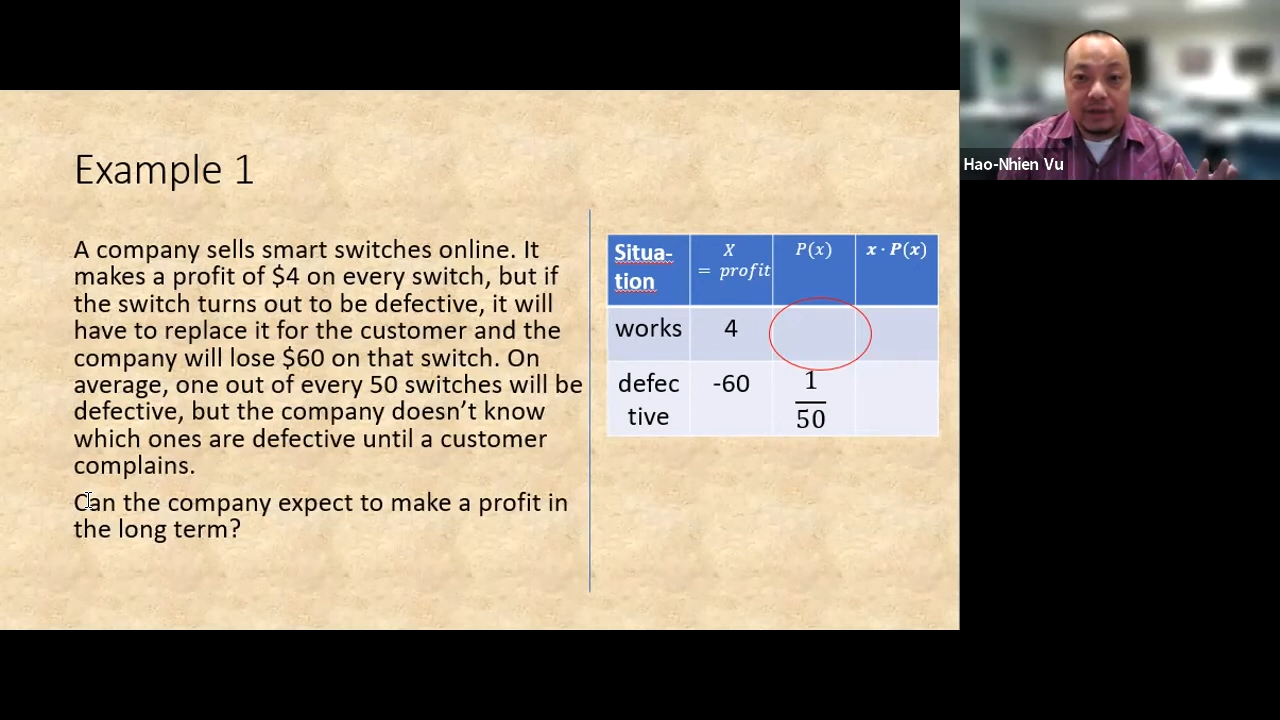 Example 1
A company sells smart switches online. It
makes a profit of $4 on every switch, but if
the switch turns out to be defective, it will
have to replace it for the customer and the
company will lose $60 on that switch. On
average, one out of every 50 switches will be
defective, but the company doesn’t know
which ones are defective until a customer
complains.
Can the company expect to make a profit in
the long term?
Situa-
tion
X
= profit
P(x)
x · P(x)
works
4
defec
tive
-60
1
50
Hao-Nhien Vu